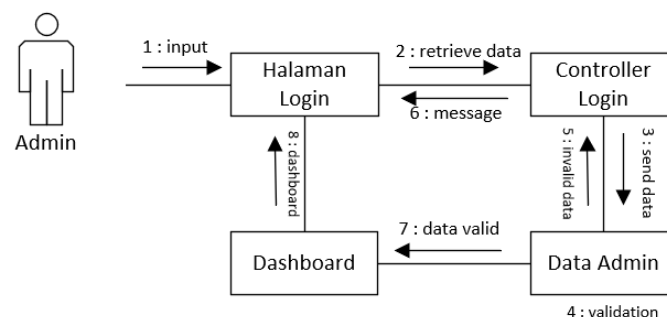 1 : input
Halaman
Login
2 : retrieve data
6 : message
Controller
Login
Admin
8 : dashboard
5 : invalid data
3 : send data
7 : data valid
Dashboard
Data Admin
4 : validation